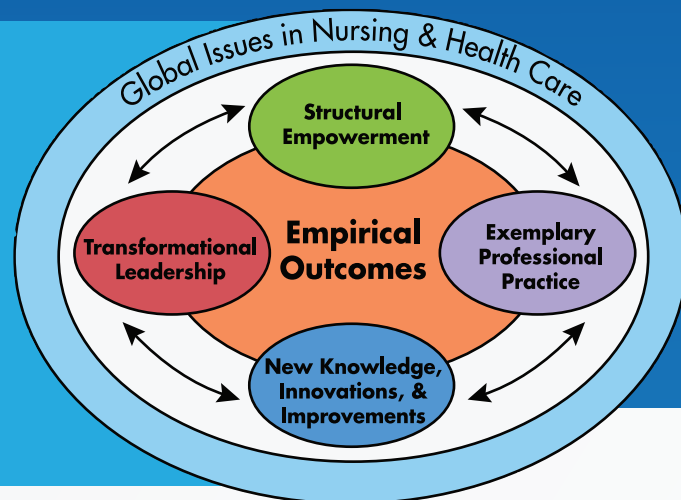 Global Issues in Nursing & Health Care
Structural
Empowerment
Transformational
Leadership
Empirical
Outcomes
Exemplary
Professional
Practice
New Knowledge,
Innovations, &
Improvements